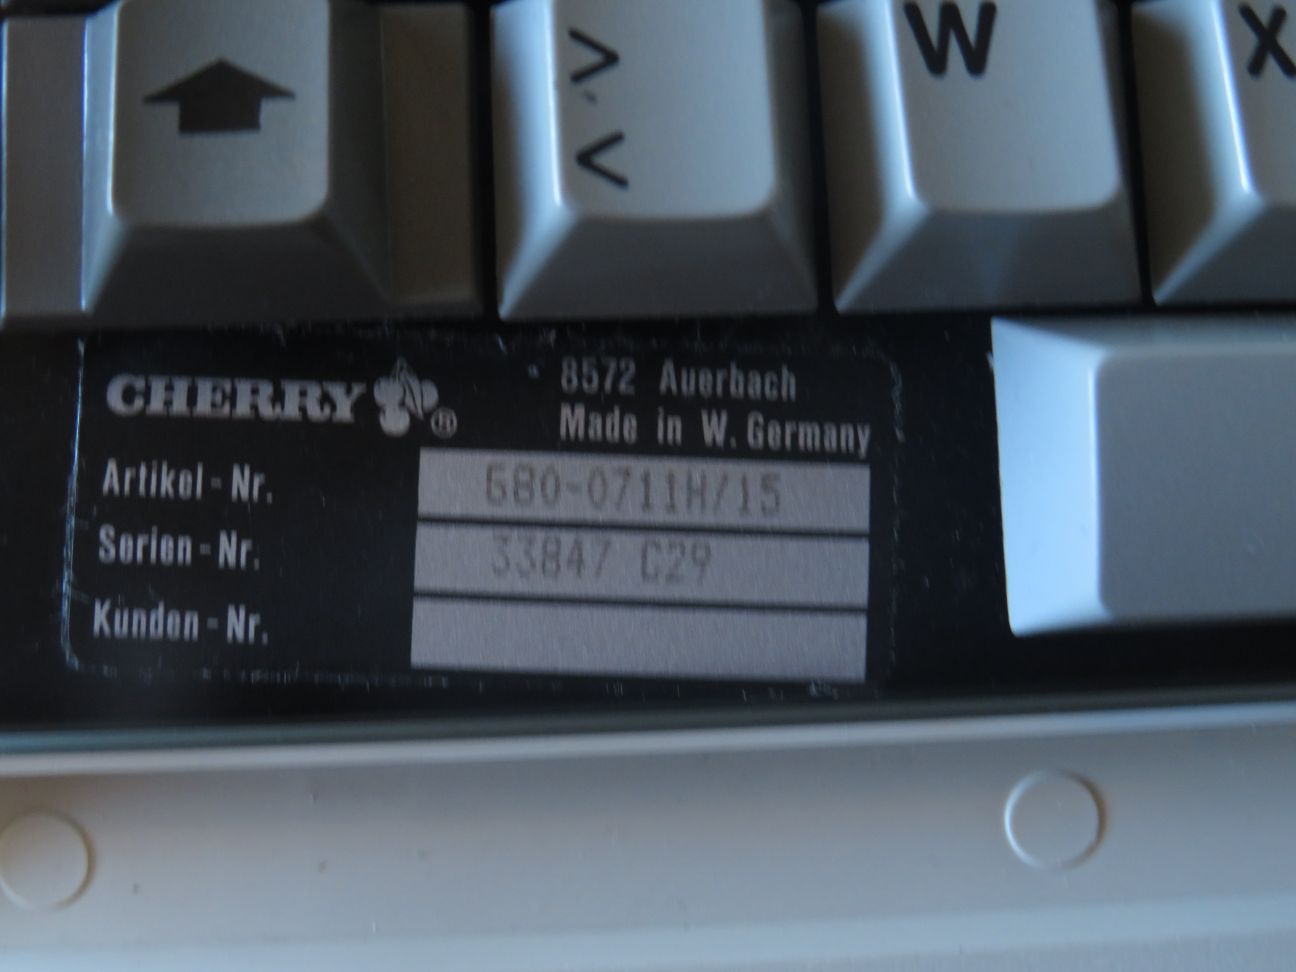 >
<
W
X
CHERRY ®
8572 Auerbach
Made in W. Germany
Artikel-Nr. G80-0711H/15
Serien-Nr. 33847 C29
Kunden-Nr.